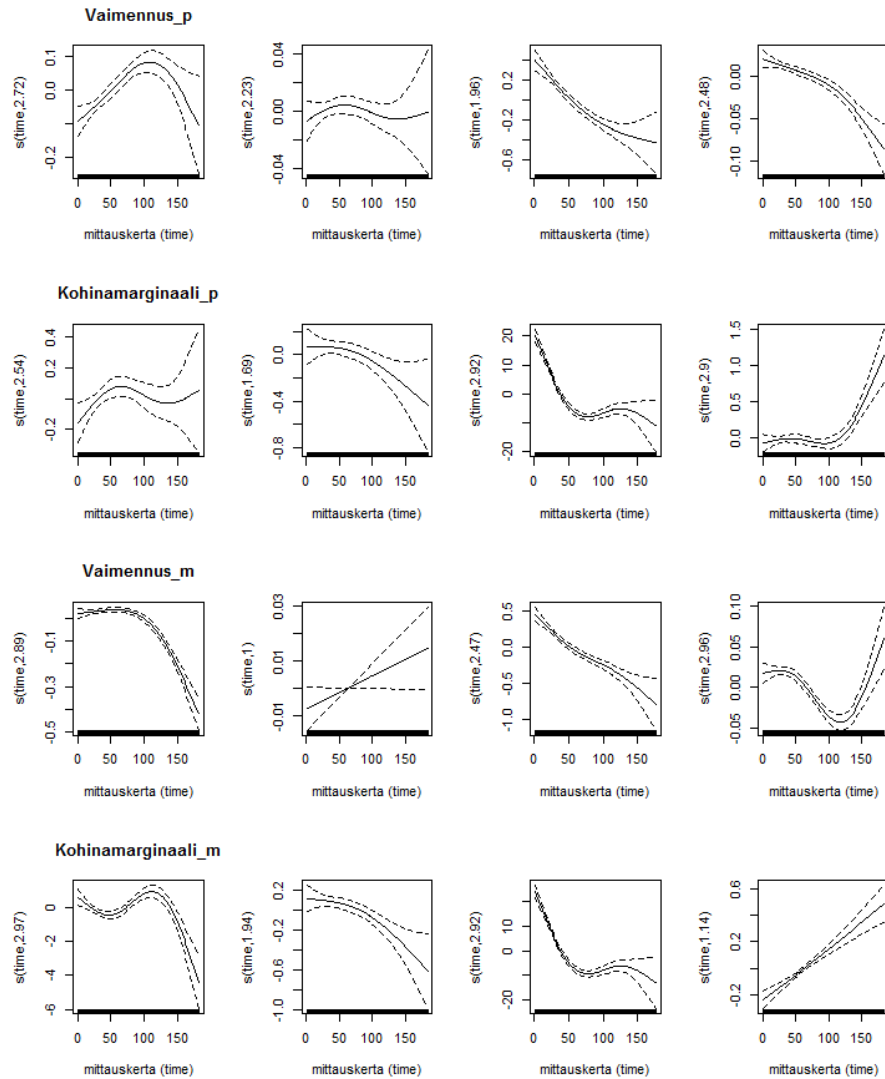 Vaimennus_p
s(time,2.72)
-0.2 0.0 0.1
0 50 100 150
mittauskerta (time)
s(time,2.23)
-0.04 0.00 0.04
0 50 100 150
mittauskerta (time)
s(time,1.96)
-0.6 -0.2 0.2
0 50 100 150
mittauskerta (time)
s(time,2.48)
-0.10 -0.05 0.00
0 50 100 150
mittauskerta (time)
Kohinamarginaali_p
s(time,2.54)
-0.2 0.2 0.4
0 50 100 150
mittauskerta (time)
s(time,1.69)
-0.8 -0.4 0.0
0 50 100 150
mittauskerta (time)
s(time,2.92)
-20 0 10 20
0 50 100 150
mittauskerta (time)
s(time,2.9)
0.0 0.5 1.0 1.5
0 50 100 150
mittauskerta (time)
Vaimennus_m
s(time,2.89)
-0.5 -0.3 -0.1
0 50 100 150
mittauskerta (time)
s(time,1)
-0.01 0.01 0.03
0 50 100 150
mittauskerta (time)
s(time,2.47)
-1.0 -0.5 0.0 0.5
0 50 100 150
mittauskerta (time)
s(time,2.96)
-0.05 0.00 0.05 0.10
0 50 100 150
mittauskerta (time)
Kohinamarginaali_m
s(time,2.97)
-6 -4 -2 0
0 50 100 150
mittauskerta (time)
s(time,1.94)
-1.0 -0.6 -0.2 0.2
0 50 100 150
mittauskerta (time)
s(time,2.92)
-20 0 10 20
0 50 100 150
mittauskerta (time)
s(time,1.14)
-0.2 0.2 0.6
0 50 100 150
mittauskerta (time)